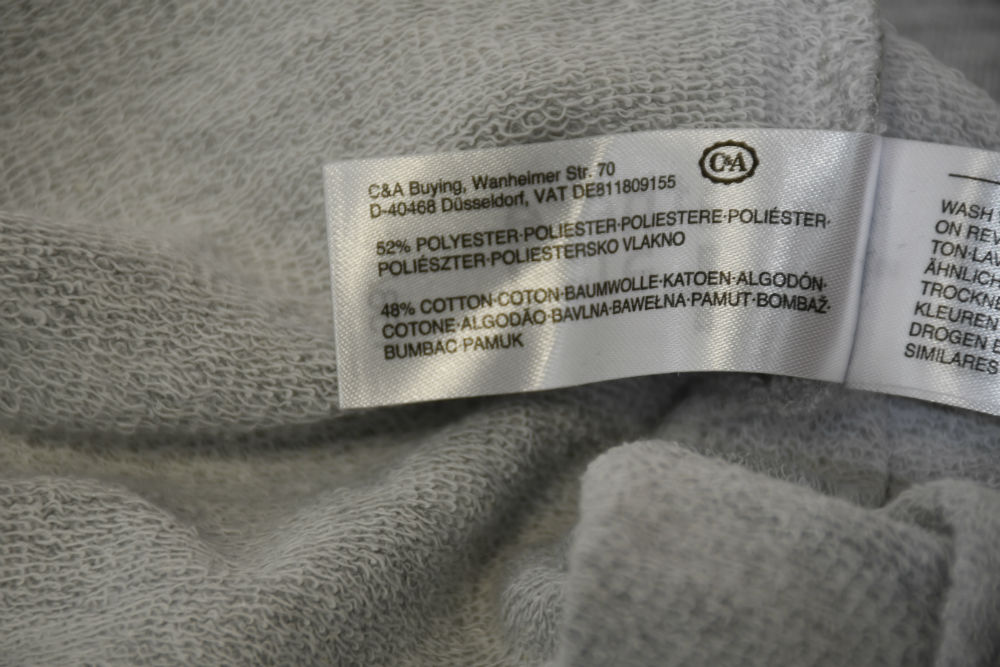 C&A
C&A Buying, Wanheimer Str. 70
D-40468 Düsseldorf, VAT DE811809155
52% POLYESTER·POLIESTER·POLIESTERE·POLIÉSTER·
POLIÉSZTER·POLIESTERSKO VLAKNO
48% COTTON·COTON·BAUMWOLLE·KATOEN·ALGODÓN·
COTONE·ALGODÃO·BAVLNA·BAWEŁNA·PAMUT·BOMBAŽ·
BUMBAC·PAMUK
WASH
ON REV
TON·LAV
ÄHNLICH
TROCKNE
KLEUREN
DROGEN
SIMILARES